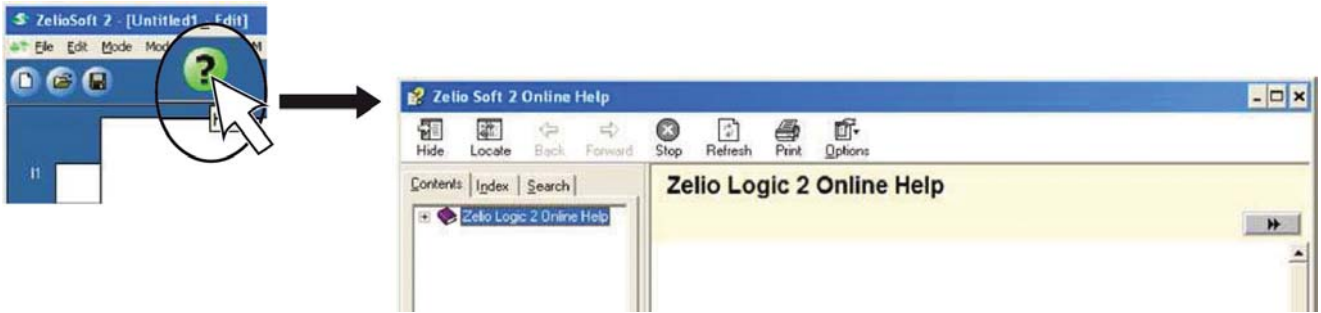 ZelioSoft 2 - [Untitled1 - Edit]
File Edit Mode Mod M
?
I1
Zelio Soft 2 Online Help
Hide Locate Back Forward Stop Refresh Print Options
Contents Index Search
Zelio Logic 2 Online Help
Zelio Logic 2 Online Help